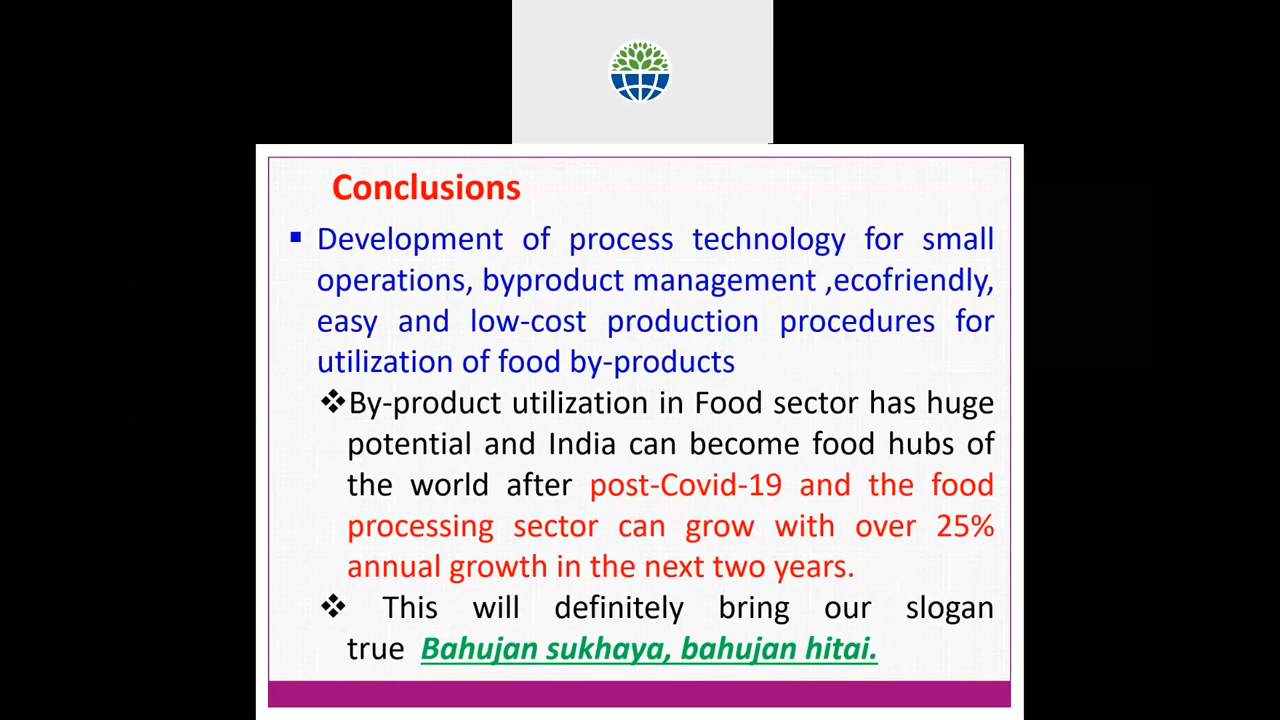 Conclusions
▪ Development of process technology for small
operations, byproduct management ,ecofriendly,
easy and low-cost production procedures for
utilization of food by-products
❖By-product utilization in Food sector has huge
potential and India can become food hubs of
the world after post-Covid-19 and the food
processing sector can grow with over 25%
annual growth in the next two years.
❖ This will definitely bring our slogan
true Bahujan sukhaya, bahujan hitai.